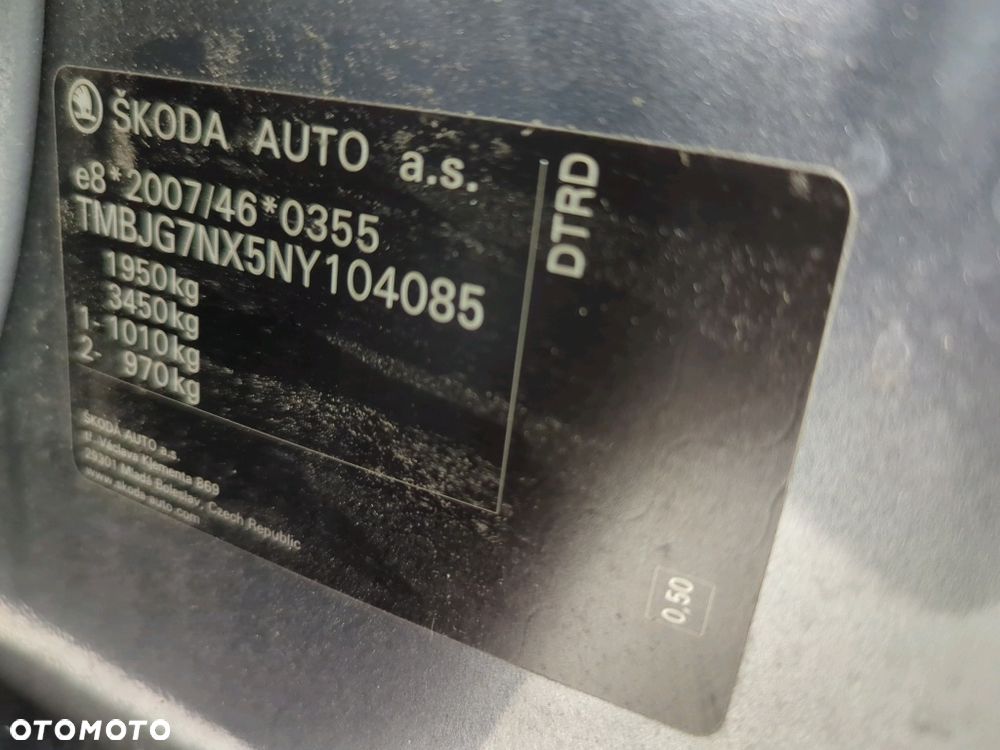 ŠKODA AUTO a.s.
e8*2007/46*0355
TMBJG7NX5NY104085
1950kg
3450kg
1- 1010kg
2- 970kg
DTRD
ŠKODA AUTO a.s.
tř. Václava Klementa 869
29301 Mladá Boleslav, Czech Republic
www.skoda-auto.com
0,50
OTOMOTO